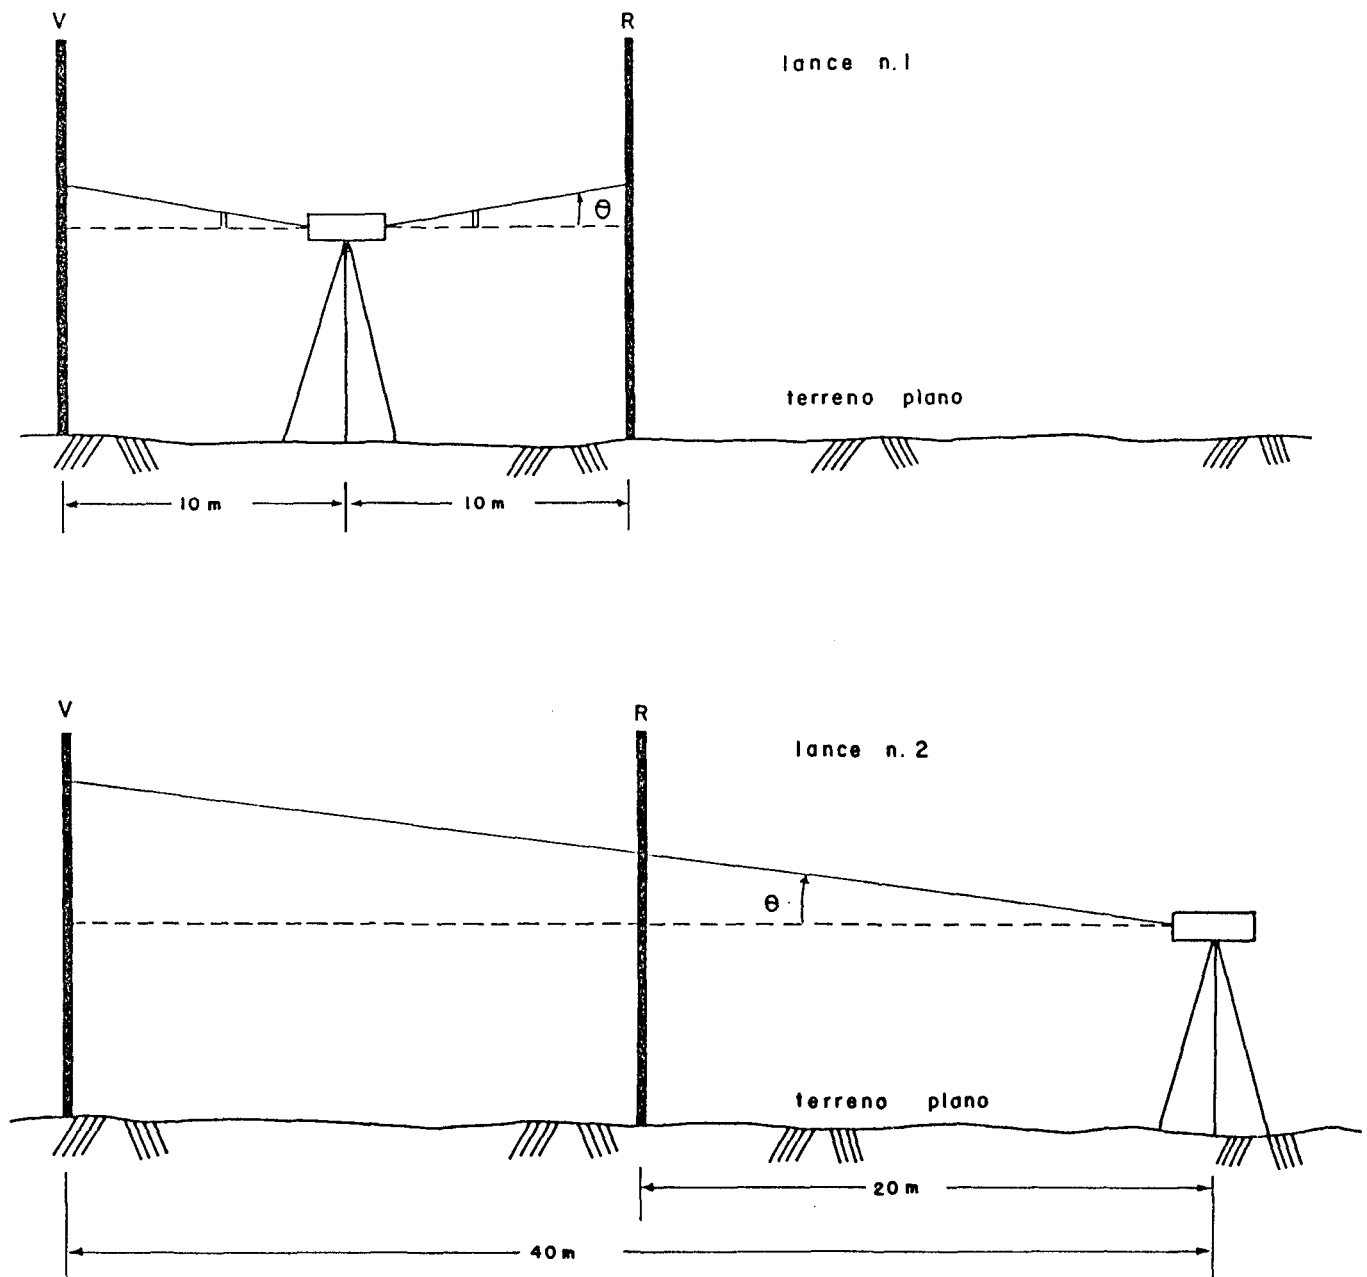 V R
lance n.1
θ
terreno plano
10 m 10 m
V R
lance n. 2
θ
terreno plano
20 m
40 m